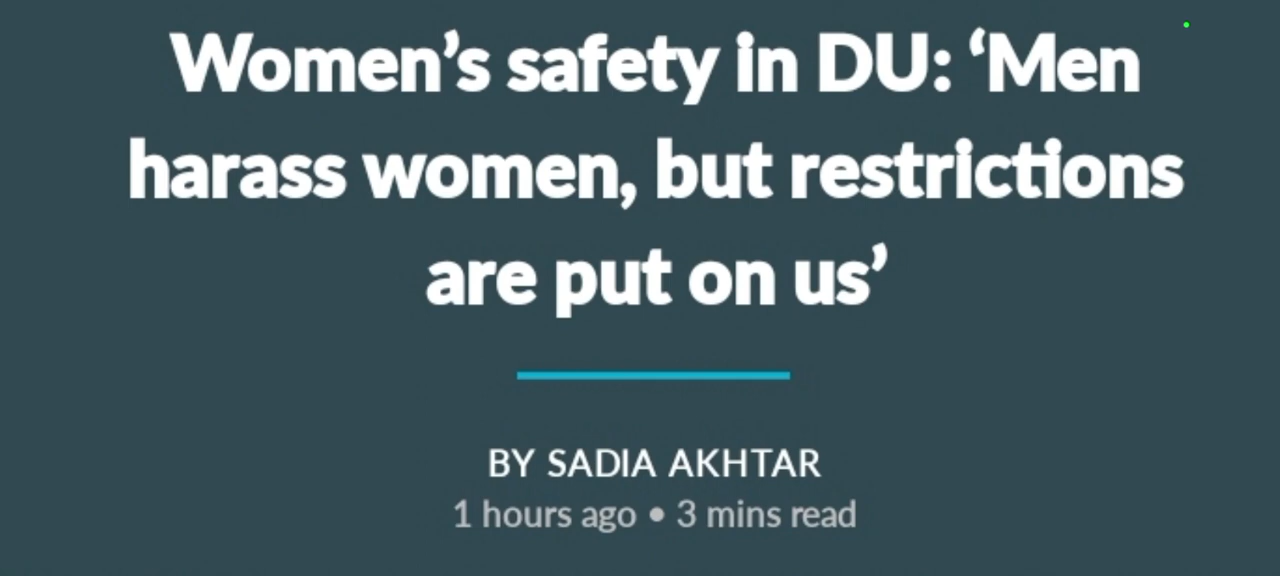 Women’s safety in DU: ‘Men
harass women, but restrictions
are put on us’
BY SADIA AKHTAR
1 hours ago • 3 mins read